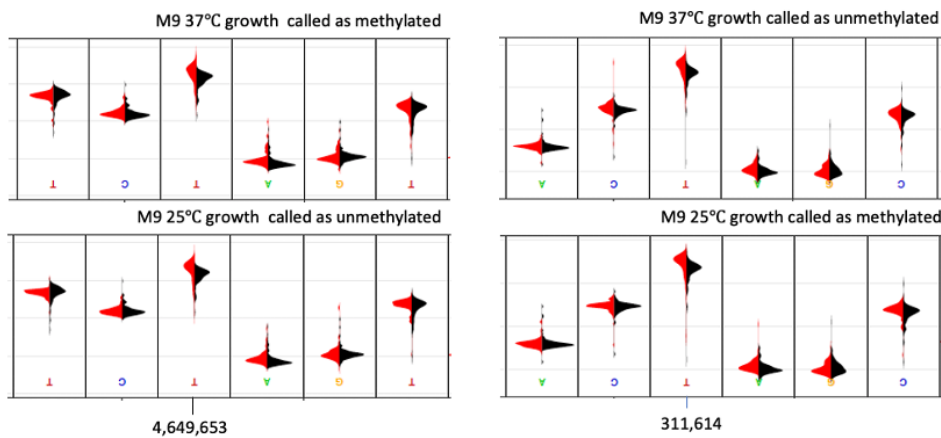 M9 37°C growth called as methylated
T C T A G T
M9 25°C growth called as unmethylated
T C T A G T
4,649,653
M9 37°C growth called as unmethylated
A C T A G C
M9 25°C growth called as methylated
A C T A G C
311,614